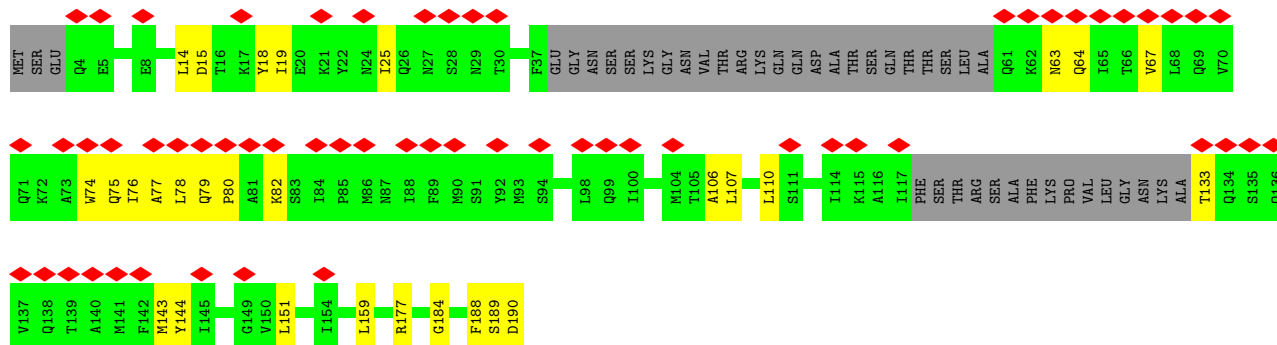 MET SER GLU Q4 E5 E8 L14 D15 T16 K17 Y18 I19 E20 K21 Y22 N24 I25 Q26 N27 S28 N29 T30 F37 GLU GLY ASN SER SER LYS GLY ASN VAL THR ARG LYS GLN GLN ASP ALA THR SER GLN THR THR SER LEU ALA Q61 K62 N63 Q64 I65 T66 V67 L68 Q69 V70
Q71 K72 A73 W74 Q75 I76 A77 L78 Q79 P80 A81 K82 S83 I84 P85 M86 N87 I88 F89 M90 S91 Y92 M93 S94 L98 Q99 I100 M104 T105 A106 L107 L110 S111 I114 K115 A116 I117 PHE SER THR ARG SER ALA PHE LYS PRO VAL LEU GLY ASN LYS ALA T133 Q134 S135
V137 Q138 T139 A140 M141 F142 M143 Y144 I145 G149 V150 L151 I154 L159 R177 G184 F188 S189 D190